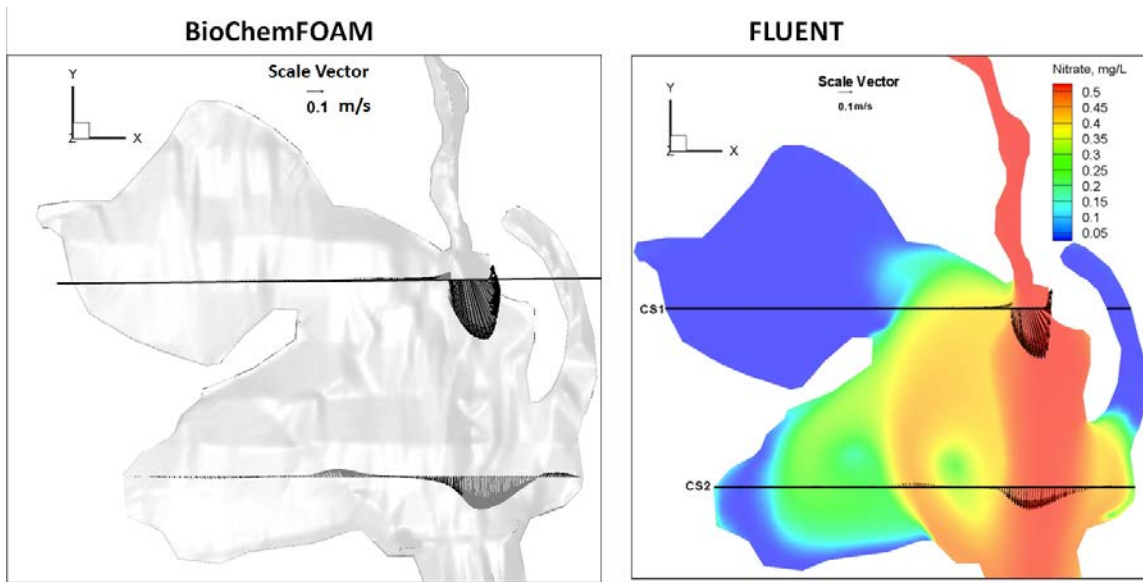 BioChemFOAM
FLUENT
Y
Z
X
Scale Vector
0.1 m/s
Y
Z
X
Scale Vector
0.1m/s
Nitrate, mg/L
0.5
0.45
0.4
0.35
0.3
0.25
0.2
0.15
0.1
0.05
CS1
CS2